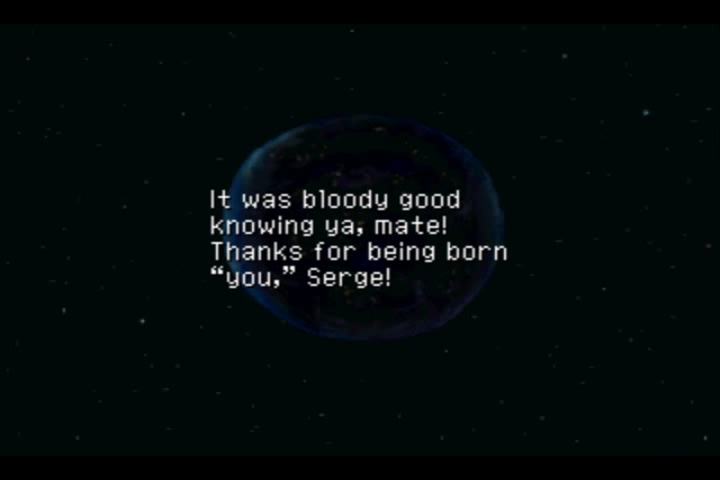 It was bloody good
knowing ya, mate!
Thanks for being born
“you,” Serge!